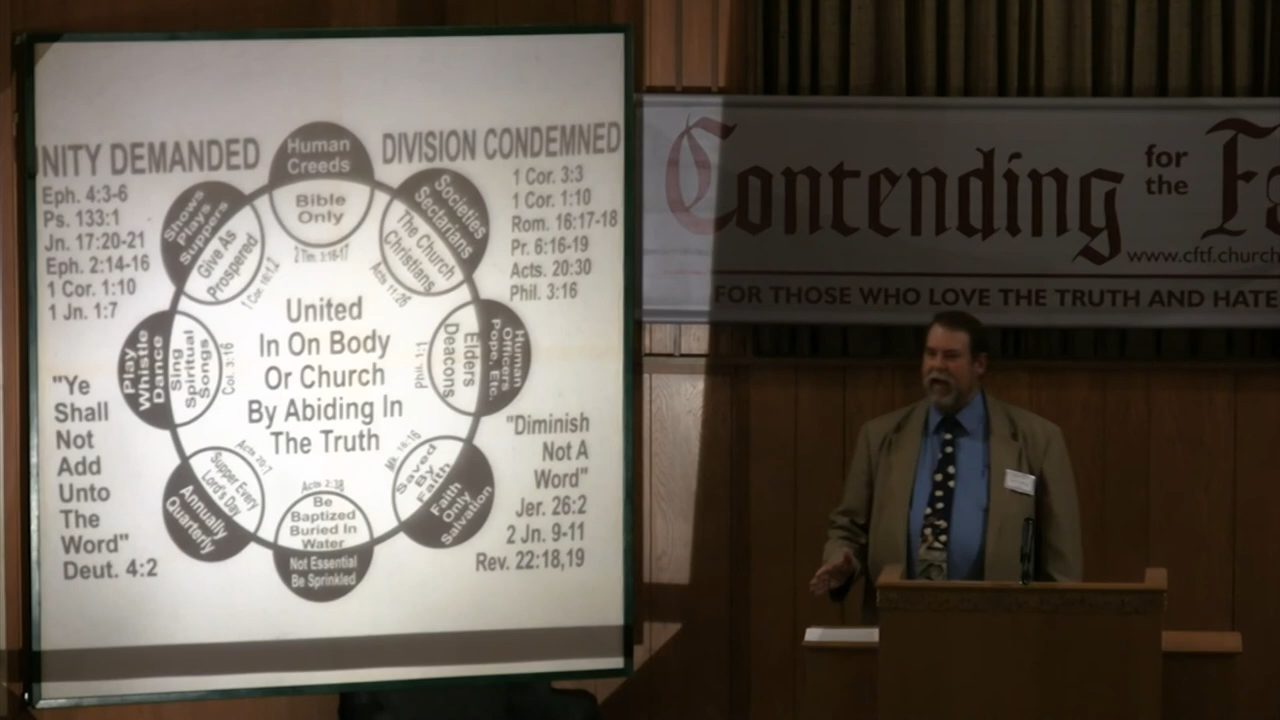 NITY DEMANDED
Eph. 4:3-6
Ps. 133:1
Jn. 17:20-21
Eph. 2:14-16
1 Cor. 1:10
1 Jn. 1:7
"Ye
Shall
Not
Add
Unto
The
Word"
Deut. 4:2
DIVISION CONDEMNED
1 Cor. 3:3
1 Cor. 1:10
Rom. 16:17-18
Pr. 6:16-19
Acts. 20:30
Phil. 3:16
"Diminish
Not A
Word"
Jer. 26:2
2 Jn. 9-11
Rev. 22:18,19
Human
Creeds
Bible
Only
2 Tim. 3:16-17
Societies
Sectarians
The Church
Christians
Acts 11:26
Human
Officers
Pope, Etc.
Elders
Deacons
Phil. 1:1
Saved
By
Faith
Mk. 16:16
Faith
Only
Salvation
Acts 2:38
Be
Baptized
Buried In
Water
Not Essential
Be Sprinkled
Acts 20:7
Supper Every
Lord's Day
Annually
Quarterly
Play
Whistle
Dance
Sing
Spiritual
Songs
Col. 3:16
Shows
Plays
Suppers
Give As
Prospered
1 Cor. 16:1,2
United
In On Body
Or Church
By Abiding In
The Truth
Contending for the F
www.cftf.church
FOR THOSE WHO LOVE THE TRUTH AND HATE